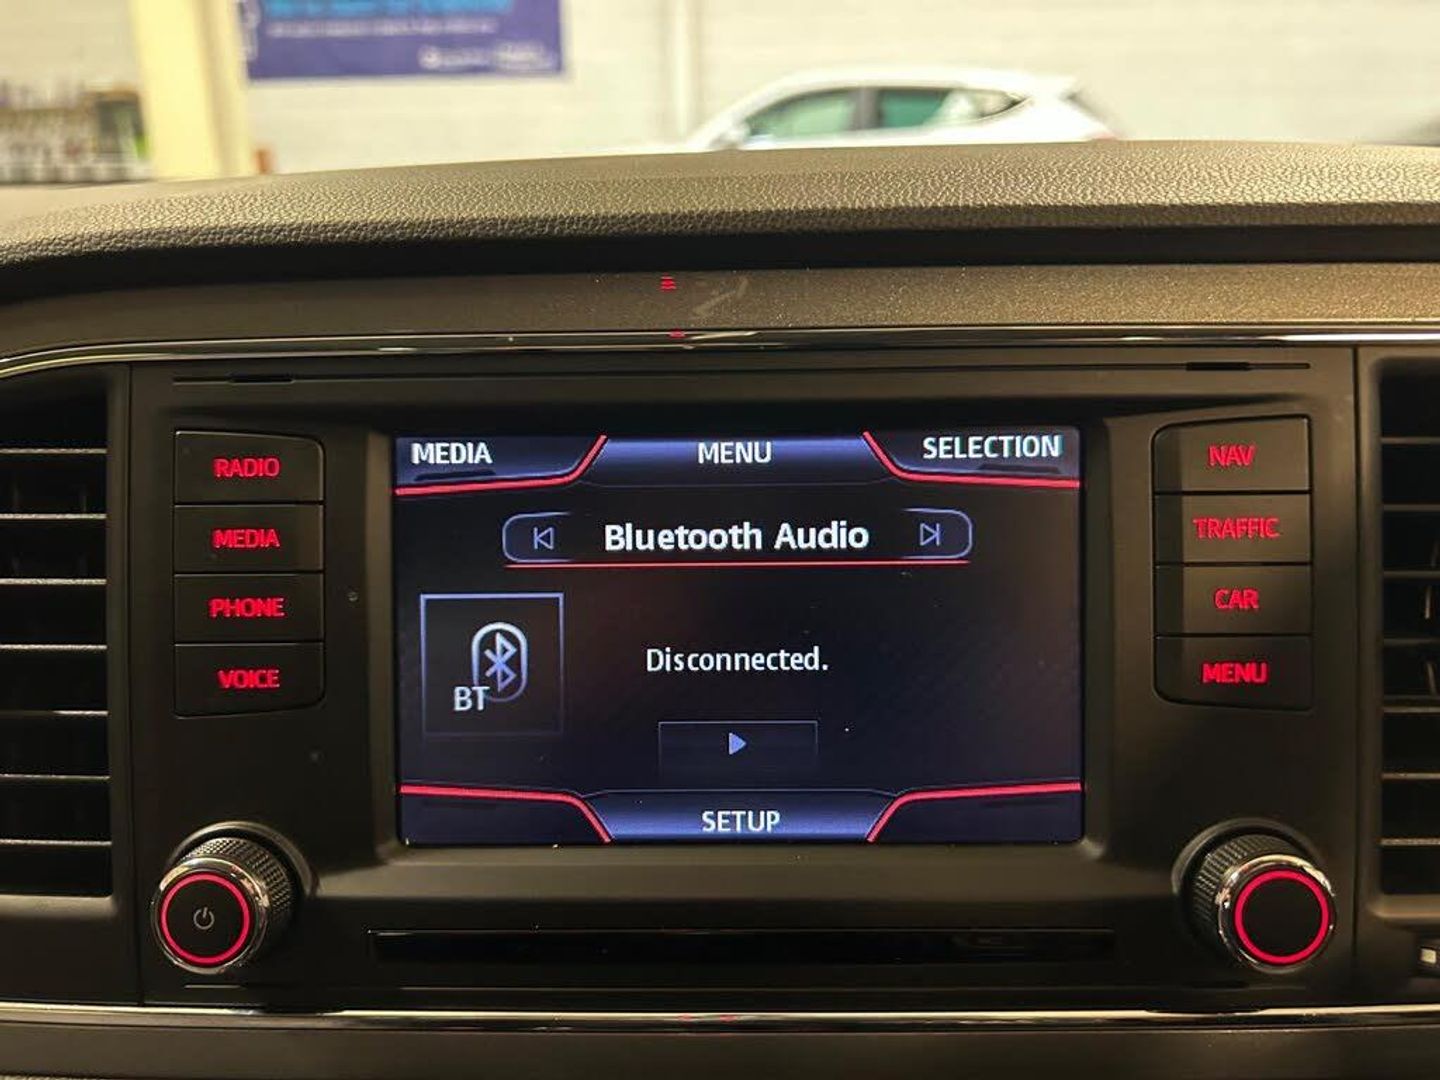 MEDIA MENU SELECTION
RADIO
MEDIA
PHONE
VOICE
Bluetooth Audio
BT
Disconnected.
SETUP
NAV
TRAFFIC
CAR
MENU